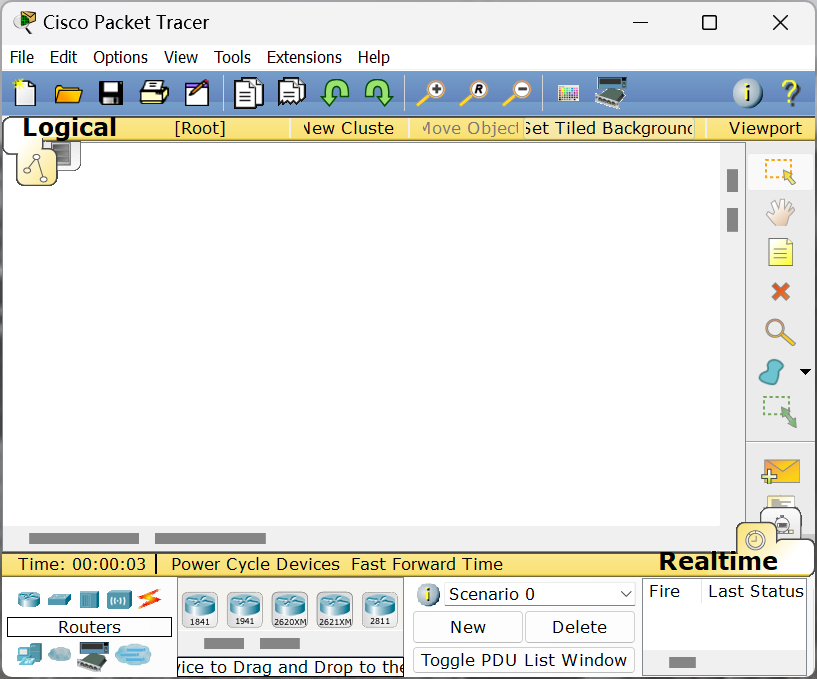 Cisco Packet Tracer
File Edit Options View Tools Extensions Help
R
i ?
Logical [Root] New Cluste Move Object Set Tiled Background Viewport
Time: 00:00:03 Power Cycle Devices Fast Forward Time Realtime
Routers
1841 1941 2620XM 2621XM 2811
vice to Drag and Drop to the
i Scenario 0
New Delete
Toggle PDU List Window
Fire Last Status